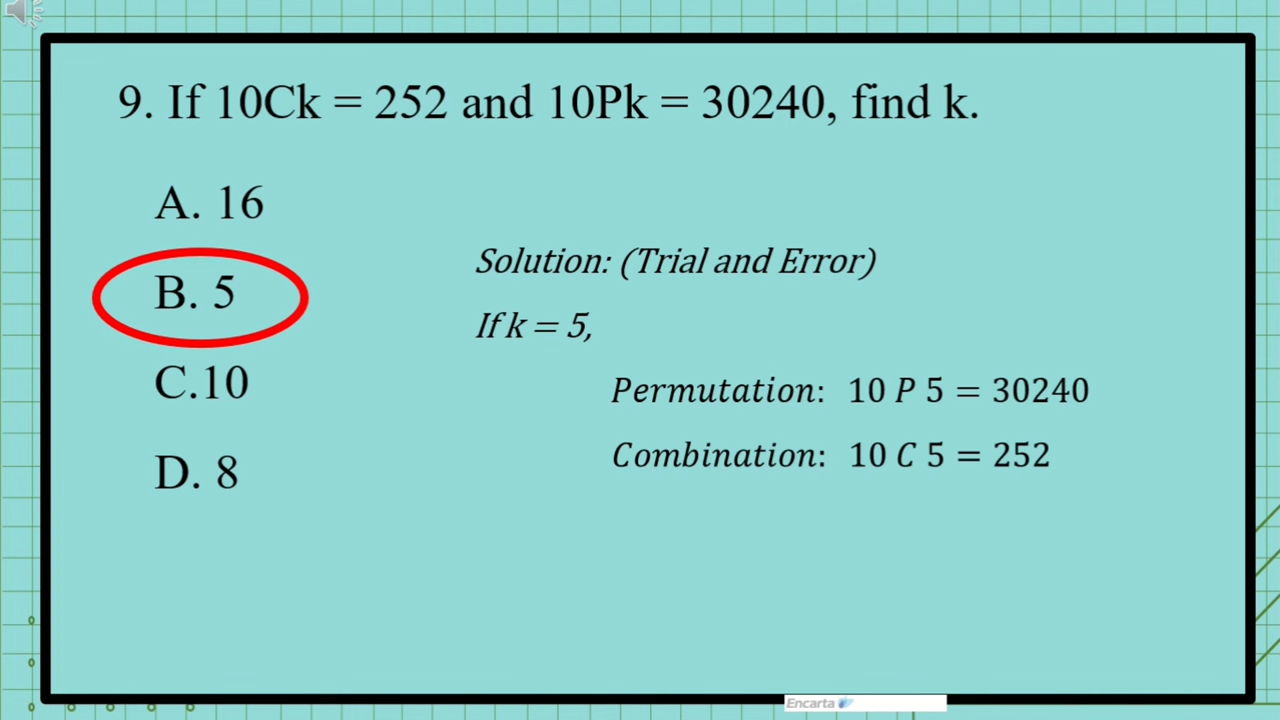 9. If 10Ck = 252 and 10Pk = 30240, find k.
A. 16
B. 5
C.10
D. 8
Solution: (Trial and Error)
If k = 5,
Permutation: 10 P 5 = 30240
Combination: 10 C 5 = 252
Encarta